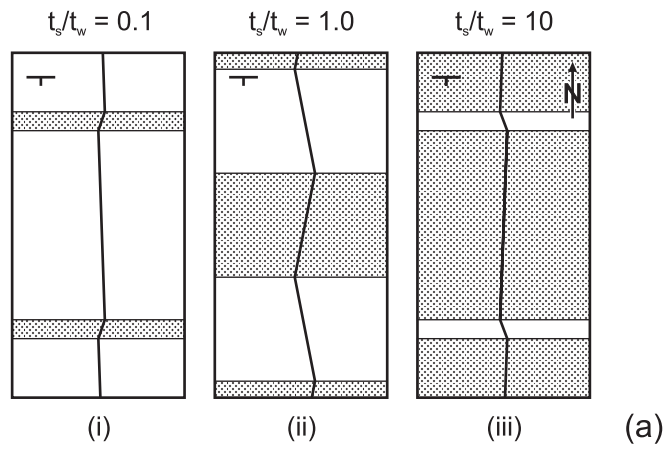 ts/tw = 0.1 ts/tw = 1.0 ts/tw = 10
N
(i) (ii) (iii) (a)